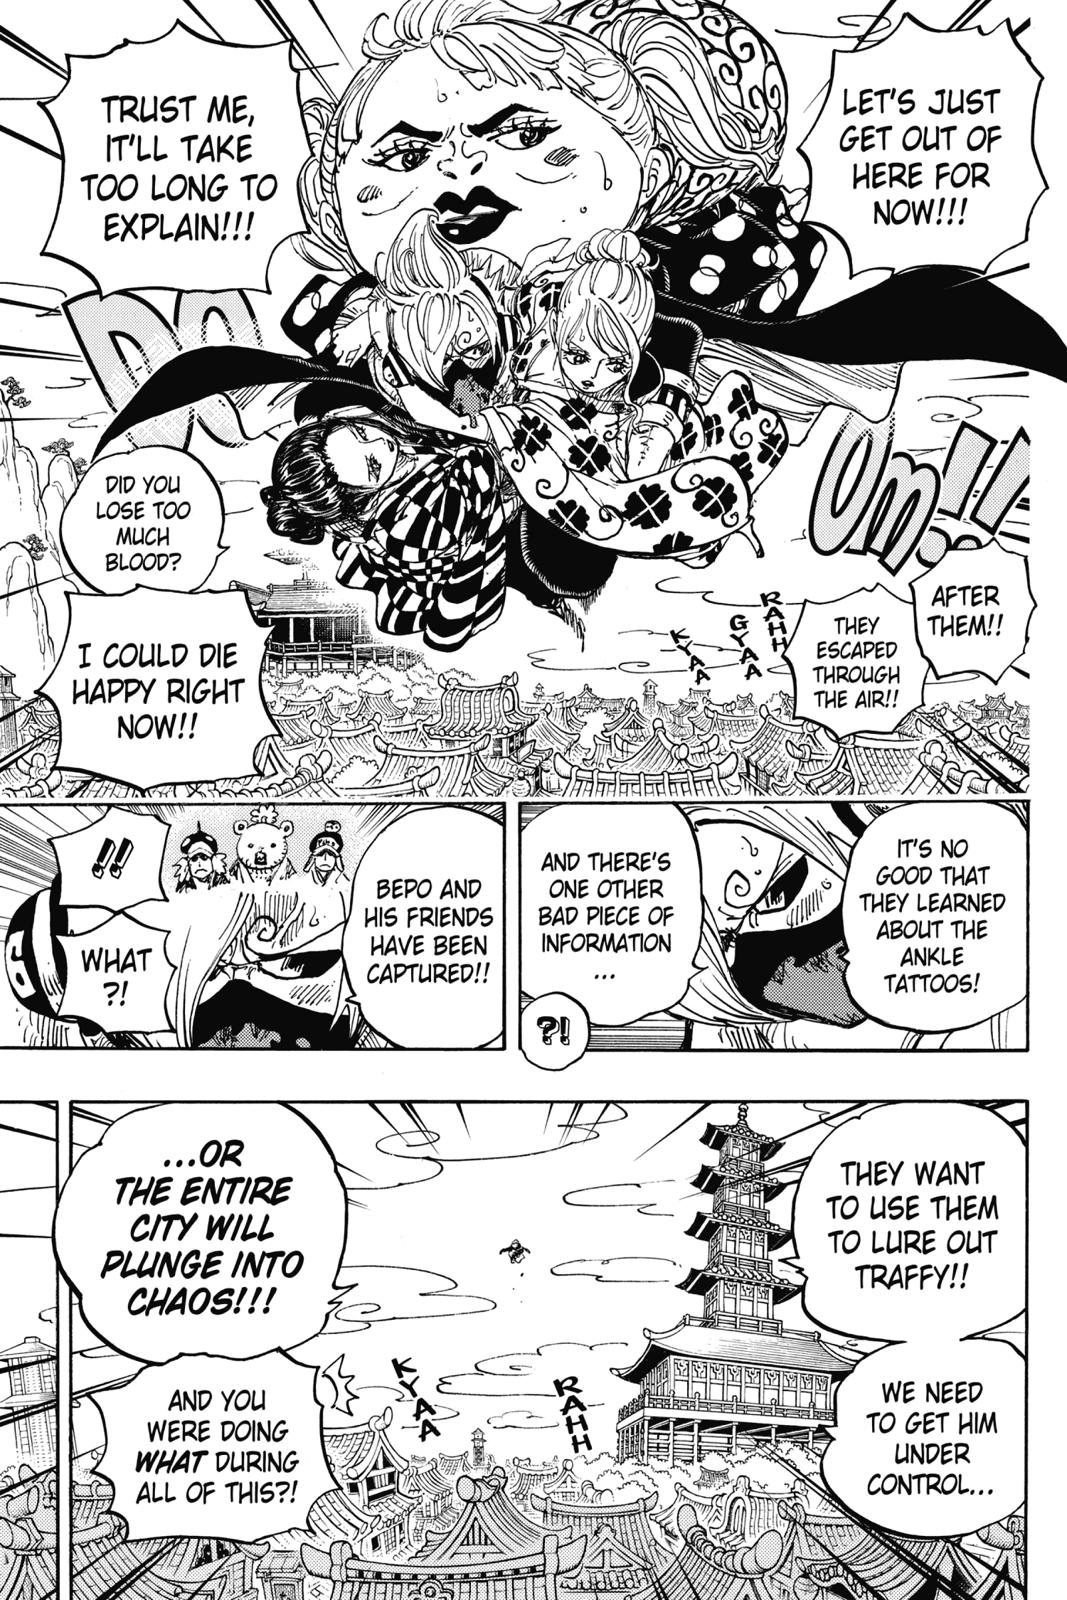 LET'S JUST
GET OUT OF
HERE FOR
NOW!!!
TRUST ME,
IT'LL TAKE
TOO LONG TO
EXPLAIN!!!
DO
OM!!
DID YOU
LOSE TOO
MUCH
BLOOD?
I COULD DIE
HAPPY RIGHT
NOW!!
AFTER
THEM!!
THEY
ESCAPED
THROUGH
THE AIR!!
RAHH
GYAA
KYAA
IT'S NO
GOOD THAT
THEY LEARNED
ABOUT THE
ANKLE
TATTOOS!
AND THERE'S
ONE OTHER
BAD PIECE OF
INFORMATION
...
?!
BEPO AND
HIS FRIENDS
HAVE BEEN
CAPTURED!!
!!
WHAT
?!
THEY WANT
TO USE THEM
TO LURE OUT
TRAFFY!!
WE NEED
TO GET HIM
UNDER
CONTROL...
...OR
THE ENTIRE
CITY WILL
PLUNGE INTO
CHAOS!!!
AND YOU
WERE DOING
WHAT DURING
ALL OF THIS?!
RAHH
KYAA